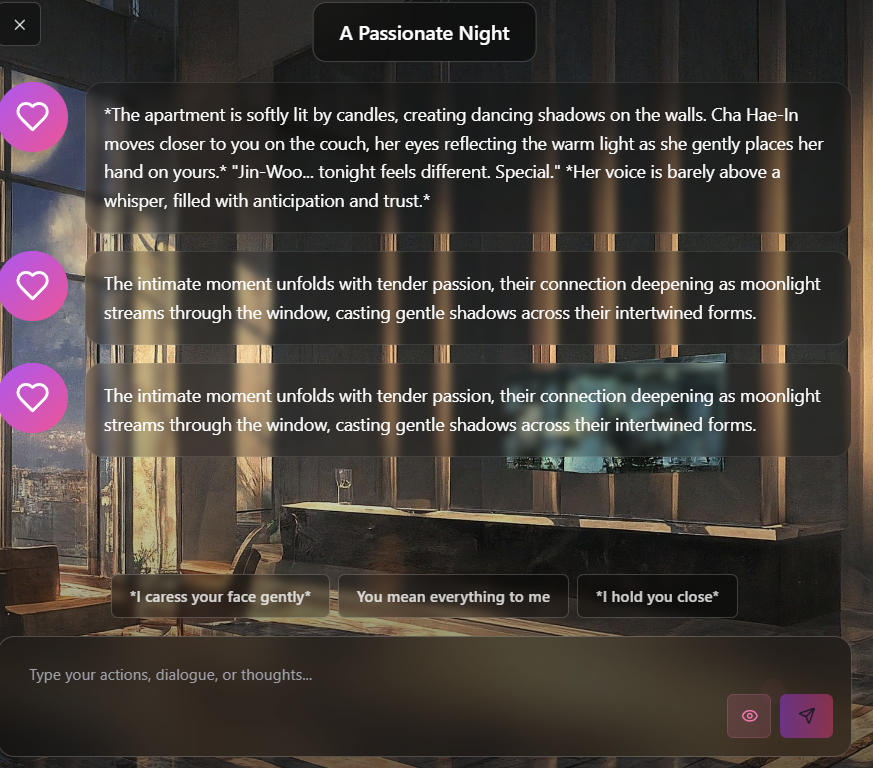 A Passionate Night
*The apartment is softly lit by candles, creating dancing shadows on the walls. Cha Hae-In
moves closer to you on the couch, her eyes reflecting the warm light as she gently places her
hand on yours.* "Jin-Woo... tonight feels different. Special." *Her voice is barely above a
whisper, filled with anticipation and trust.*
The intimate moment unfolds with tender passion, their connection deepening as moonlight
streams through the window, casting gentle shadows across their intertwined forms.
The intimate moment unfolds with tender passion, their connection deepening as moonlight
streams through the window, casting gentle shadows across their intertwined forms.
*I caress your face gently*
You mean everything to me
*I hold you close*
Type your actions, dialogue, or thoughts...